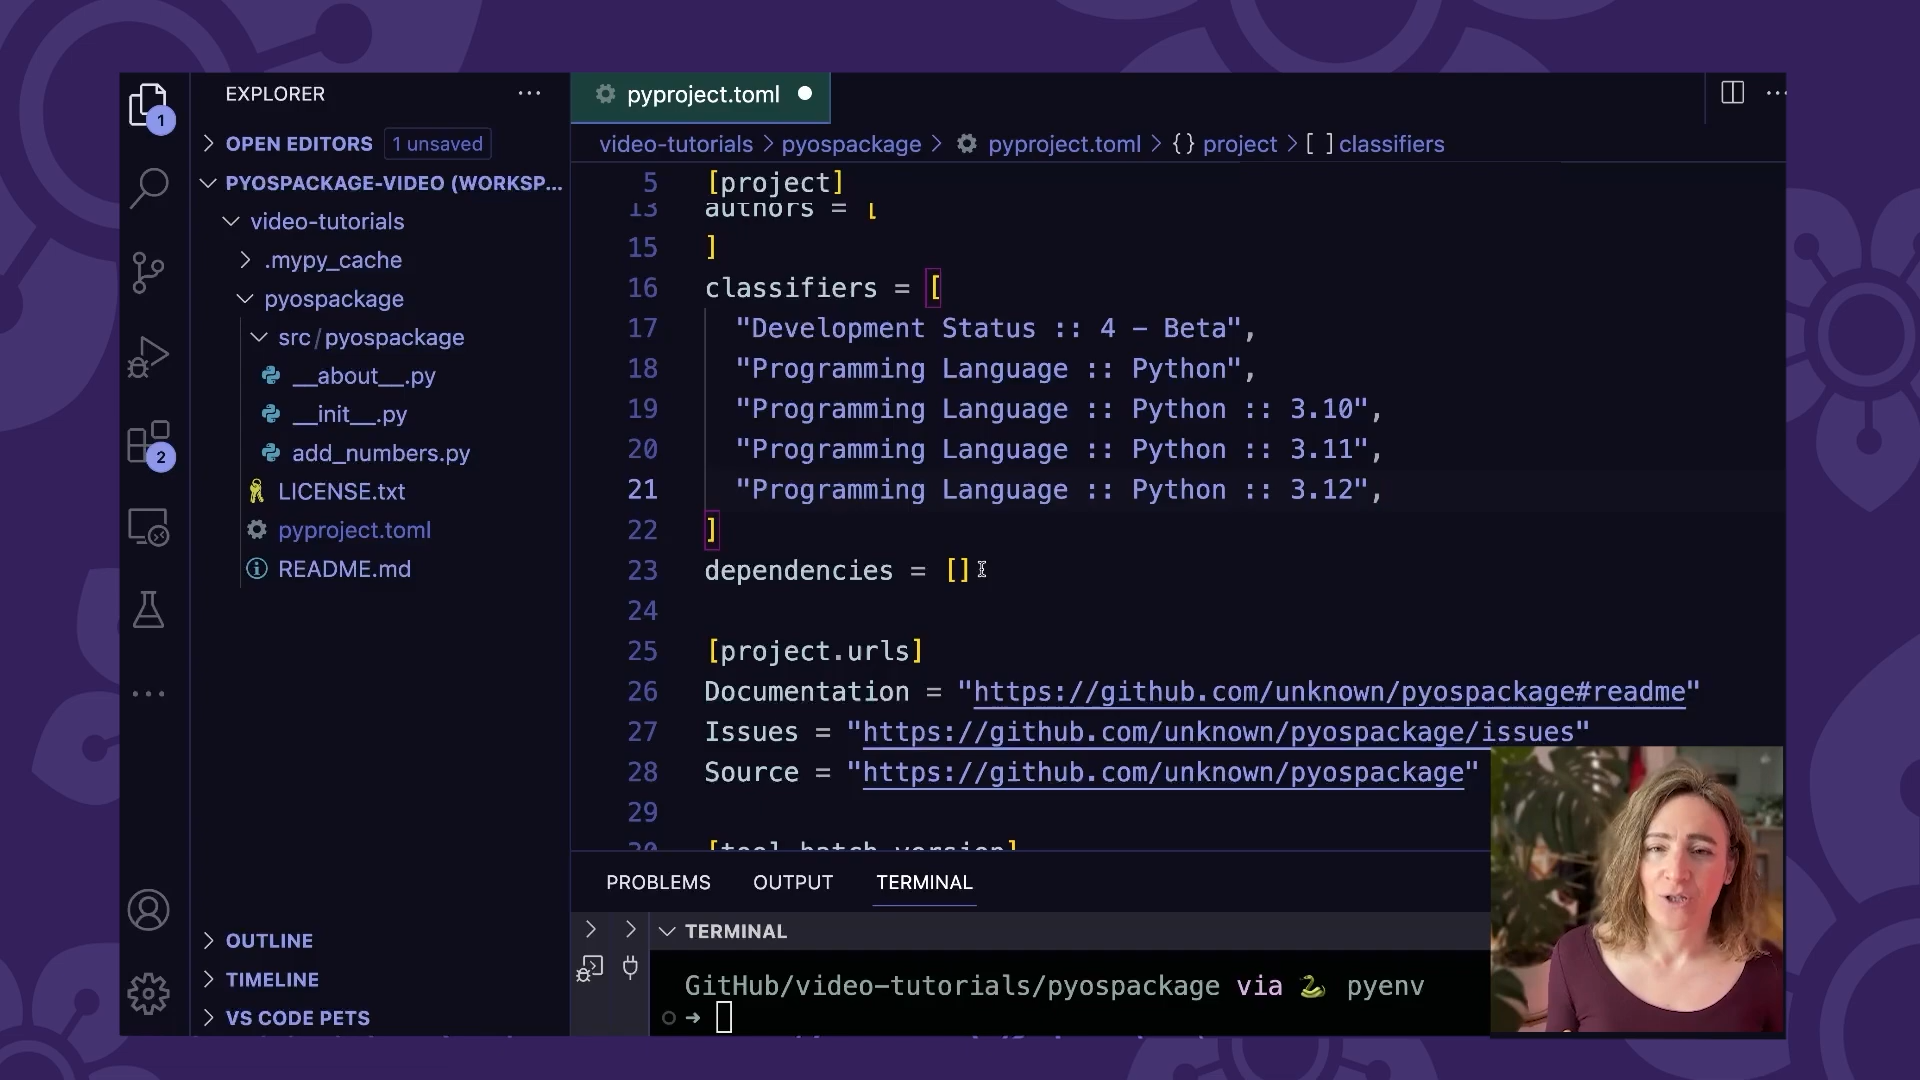 EXPLORER
1
OPEN EDITORS
1 unsaved
PYOSPACKAGE-VIDEO (WORKSP...
video-tutorials
.mypy_cache
pyospackage
src/pyospackage
__about__.py
__init__.py
add_numbers.py
2
LICENSE.txt
pyproject.toml
README.md
OUTLINE
TIMELINE
VS CODE PETS
pyproject.toml
video-tutorials > pyospackage > pyproject.toml > {} project > [ ] classifiers
5 [project]
13 authors = [
15 ]
16 classifiers = [
17 "Development Status :: 4 - Beta",
18 "Programming Language :: Python",
19 "Programming Language :: Python :: 3.10",
20 "Programming Language :: Python :: 3.11",
21 "Programming Language :: Python :: 3.12",
22 ]
23 dependencies = []
24
25 [project.urls]
26 Documentation = "https://github.com/unknown/pyospackage#readme"
27 Issues = "https://github.com/unknown/pyospackage/issues"
28 Source = "https://github.com/unknown/pyospackage"
29
30 [tool.hatch.version]
PROBLEMS OUTPUT TERMINAL
TERMINAL
GitHub/video-tutorials/pyospackage via 🐍 pyenv
➜